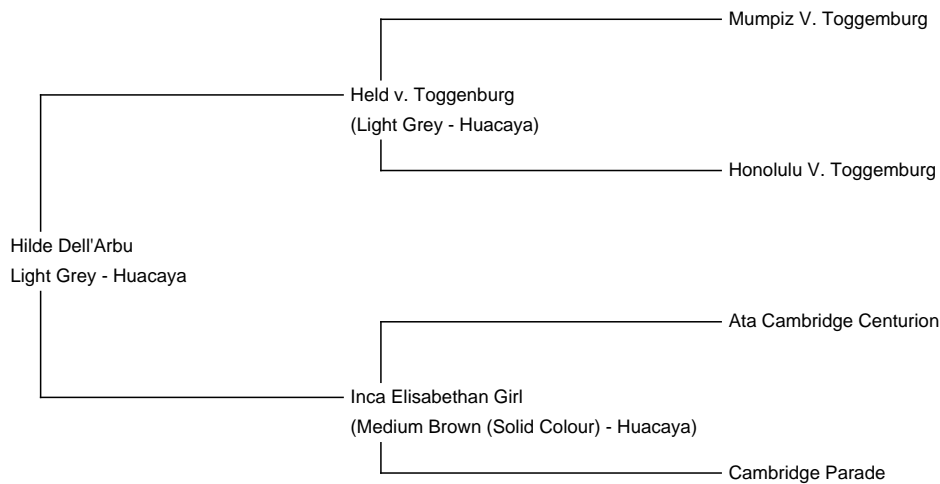 Mumpiz V. Toggemburg
Held v. Toggenburg
(Light Grey - Huacaya)
Honolulu V. Toggemburg
Hilde Dell'Arbu
Light Grey - Huacaya
Ata Cambridge Centurion
Inca Elisabethan Girl
(Medium Brown (Solid Colour) - Huacaya)
Cambridge Parade